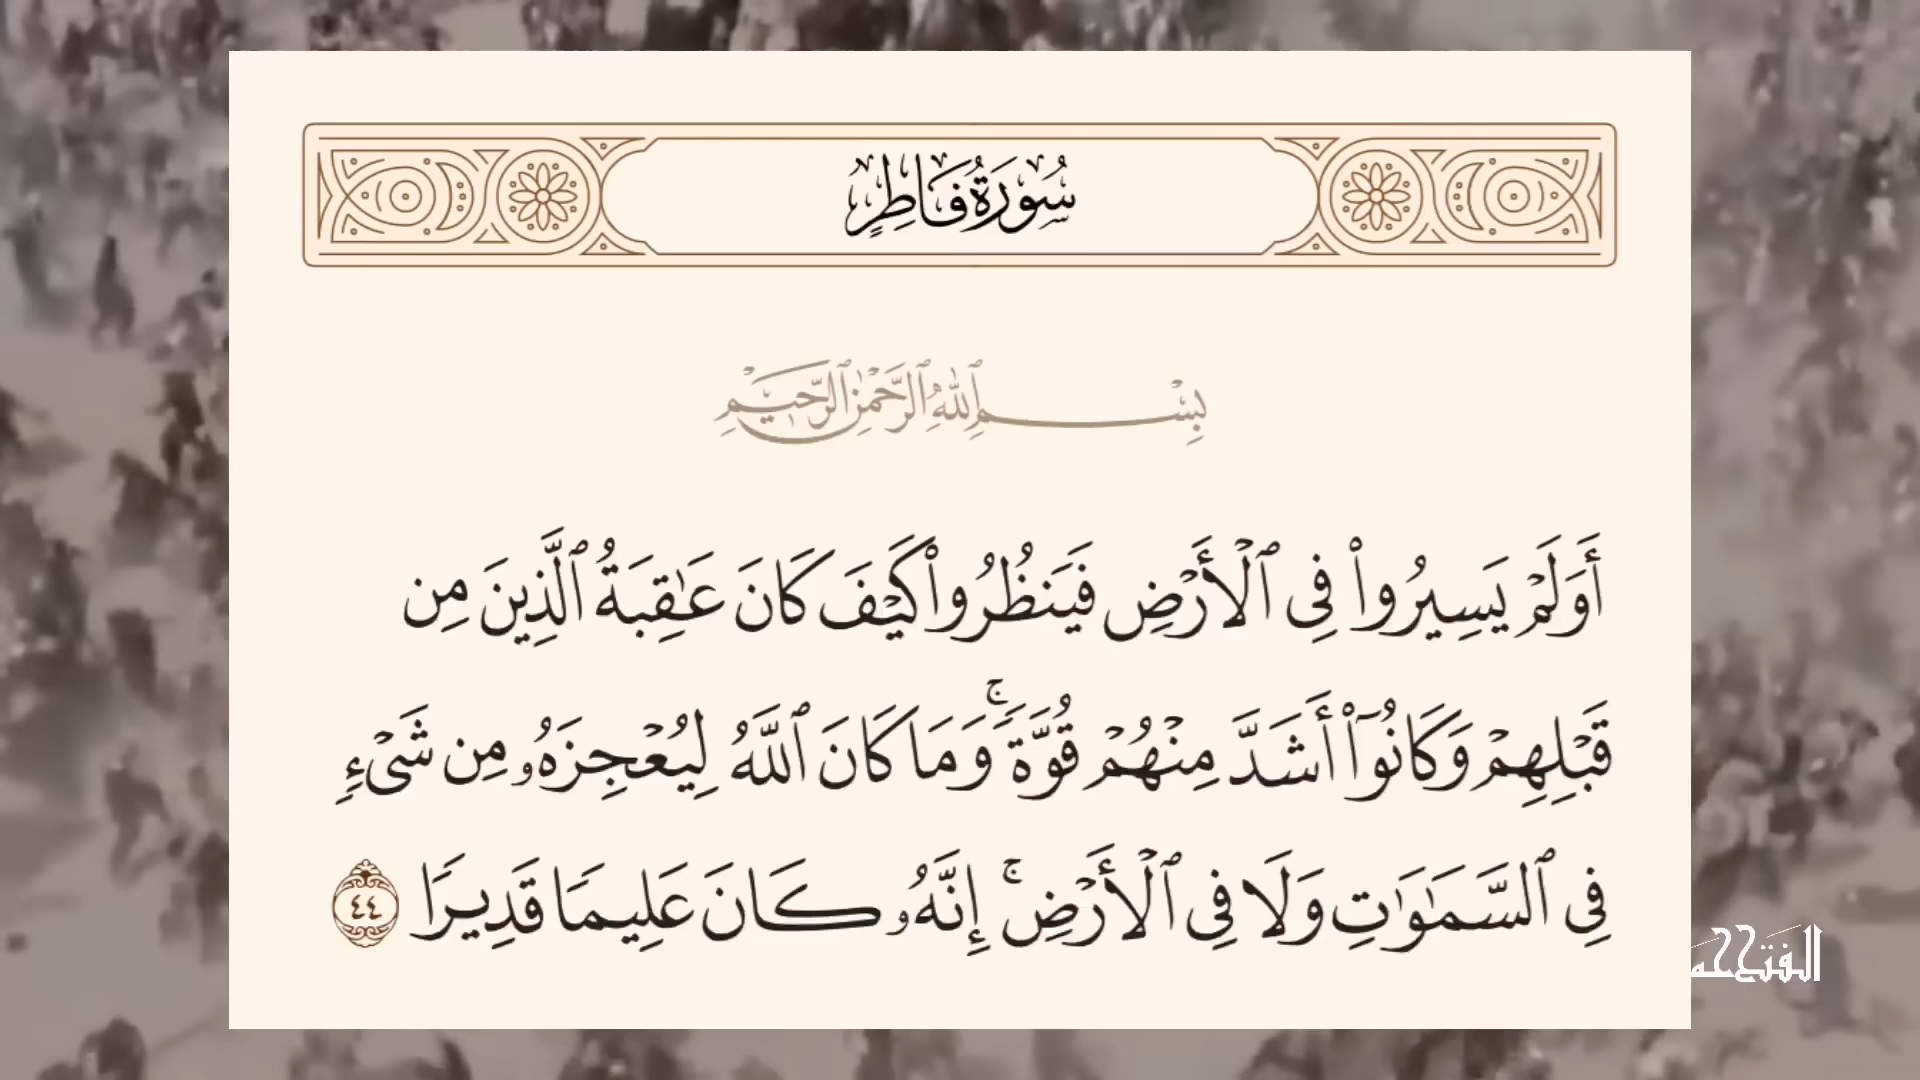 سُورَةُ فَاطِرٍ
بِسْمِ ٱللَّهِ ٱلرَّحْمَٰنِ ٱلرَّحِيمِ
أَوَلَمْ يَسِيرُوا۟ فِى ٱلْأَرْضِ فَيَنظُرُوا۟ كَيْفَ كَانَ عَـٰقِبَةُ ٱلَّذِينَ مِن
قَبْلِهِمْ وَكَانُوٓا۟ أَشَدَّ مِنْهُمْ قُوَّةً ۚ وَمَا كَانَ ٱللَّهُ لِيُعْجِزَهُۥ مِن شَىْءٍ
فِى ٱلسَّمَـٰوَٰتِ وَلَا فِى ٱلْأَرْضِ ۚ إِنَّهُۥ كَانَ عَلِيمًا قَدِيرًا ٤٤